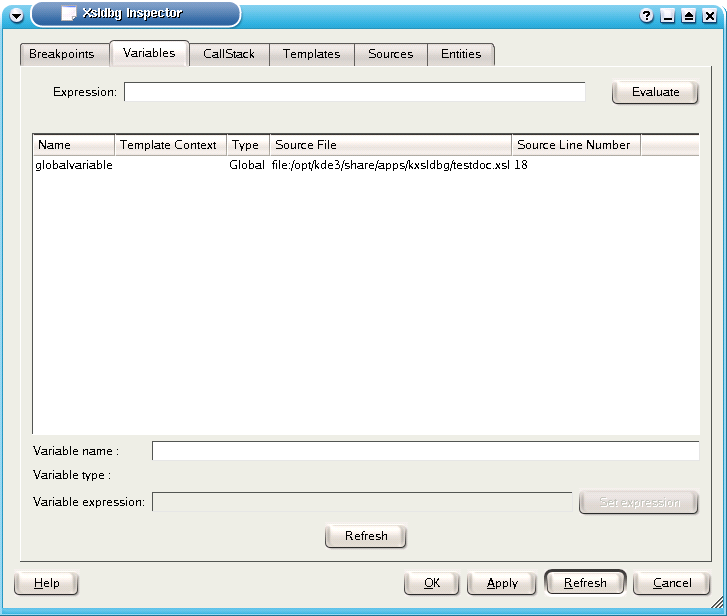 Xsldbg Inspector
Breakpoints Variables CallStack Templates Sources Entities
Expression: Evaluate
Name Template Context Type Source File Source Line Number
globalvariable Global file:/opt/kde3/share/apps/kxsldbg/testdoc.xsl 18
Variable name :
Variable type :
Variable expression: Set expression
Refresh
Help OK Apply Refresh Cancel